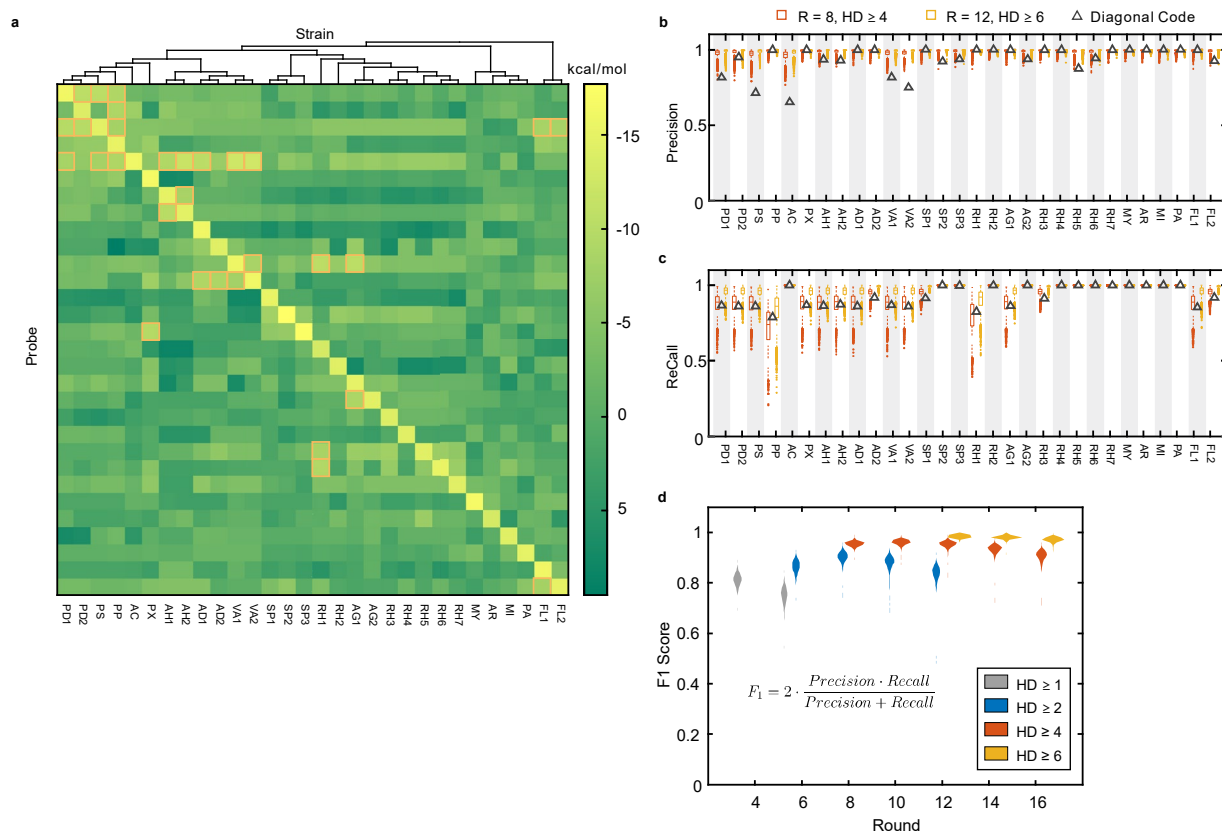 a
Strain
kcal/mol
-15
-10
-5
0
5
Probe
PD1 PD2 PS PP AC PX AH1 AH2 AD1 AD2 VA1 VA2 SP1 SP2 SP3 RH1 RH2 AG1 AG2 RH3 RH4 RH5 RH6 RH7 MY AR MI PA FL1 FL2
b
R = 8, HD ≥ 4 R = 12, HD ≥ 6 Diagonal Code
1
0.5
0
Precision
PD1 PD2 PS PP AC PX AH1 AH2 AD1 AD2 VA1 VA2 SP1 SP2 SP3 RH1 RH2 AG1 AG2 RH3 RH4 RH5 RH6 RH7 MY AR MI PA FL1 FL2
c
1
0.5
0
ReCall
PD1 PD2 PS PP AC PX AH1 AH2 AD1 AD2 VA1 VA2 SP1 SP2 SP3 RH1 RH2 AG1 AG2 RH3 RH4 RH5 RH6 RH7 MY AR MI PA FL1 FL2
d
1
0.8
0.6
0.4
0.2
0
F1 Score
F₁ = 2 · Precision · Recall / Precision + Recall
HD ≥ 1
HD ≥ 2
HD ≥ 4
HD ≥ 6
4 6 8 10 12 14 16
Round